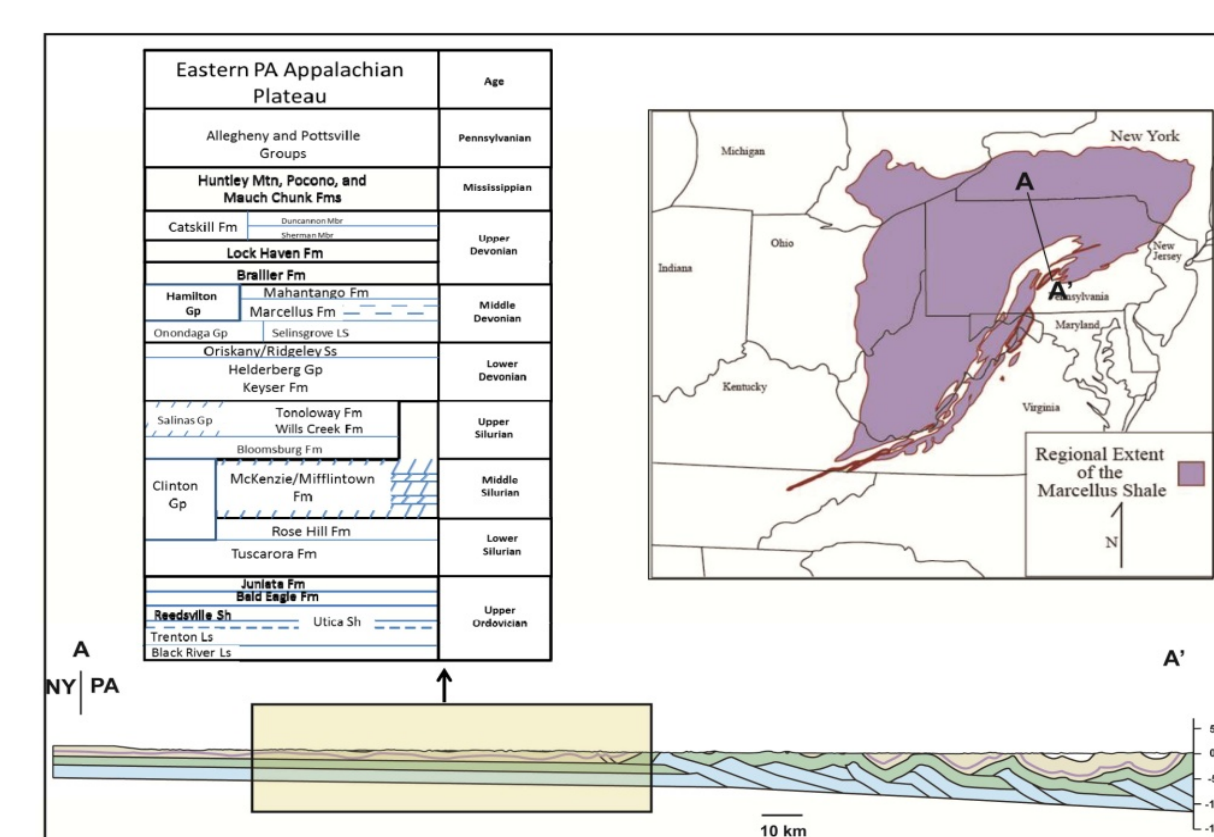 Eastern PA Appalachian
Plateau
Age
Allegheny and Pottsville
Groups
Pennsylvanian
Huntley Mtn, Pocono, and
Mauch Chunk Fms
Mississippian
Catskill Fm
Duncannon Mbr
Sherman Mbr
Upper
Devonian
Lock Haven Fm
Brallier Fm
Hamilton
Gp
Mahantango Fm
Marcellus Fm
Middle
Devonian
Onondaga Gp
Selinsgrove LS
Oriskany/Ridgeley Ss
Helderberg Gp
Keyser Fm
Lower
Devonian
Salinas Gp
Tonoloway Fm
Wills Creek Fm
Upper
Silurian
Bloomsburg Fm
Clinton
Gp
McKenzie/Mifflintown
Fm
Middle
Silurian
Rose Hill Fm
Lower
Silurian
Tuscarora Fm
Juniata Fm
Bald Eagle Fm
Reedsville Sh
Utica Sh
Upper
Ordovician
Trenton Ls
Black River Ls
New York
Michigan
A
Ohio
New
Jersey
Indiana
A'
Pennsylvania
Maryland
Kentucky
Virginia
Regional Extent
of the
Marcellus Shale
N
A
A'
NY PA
5
0
10 km